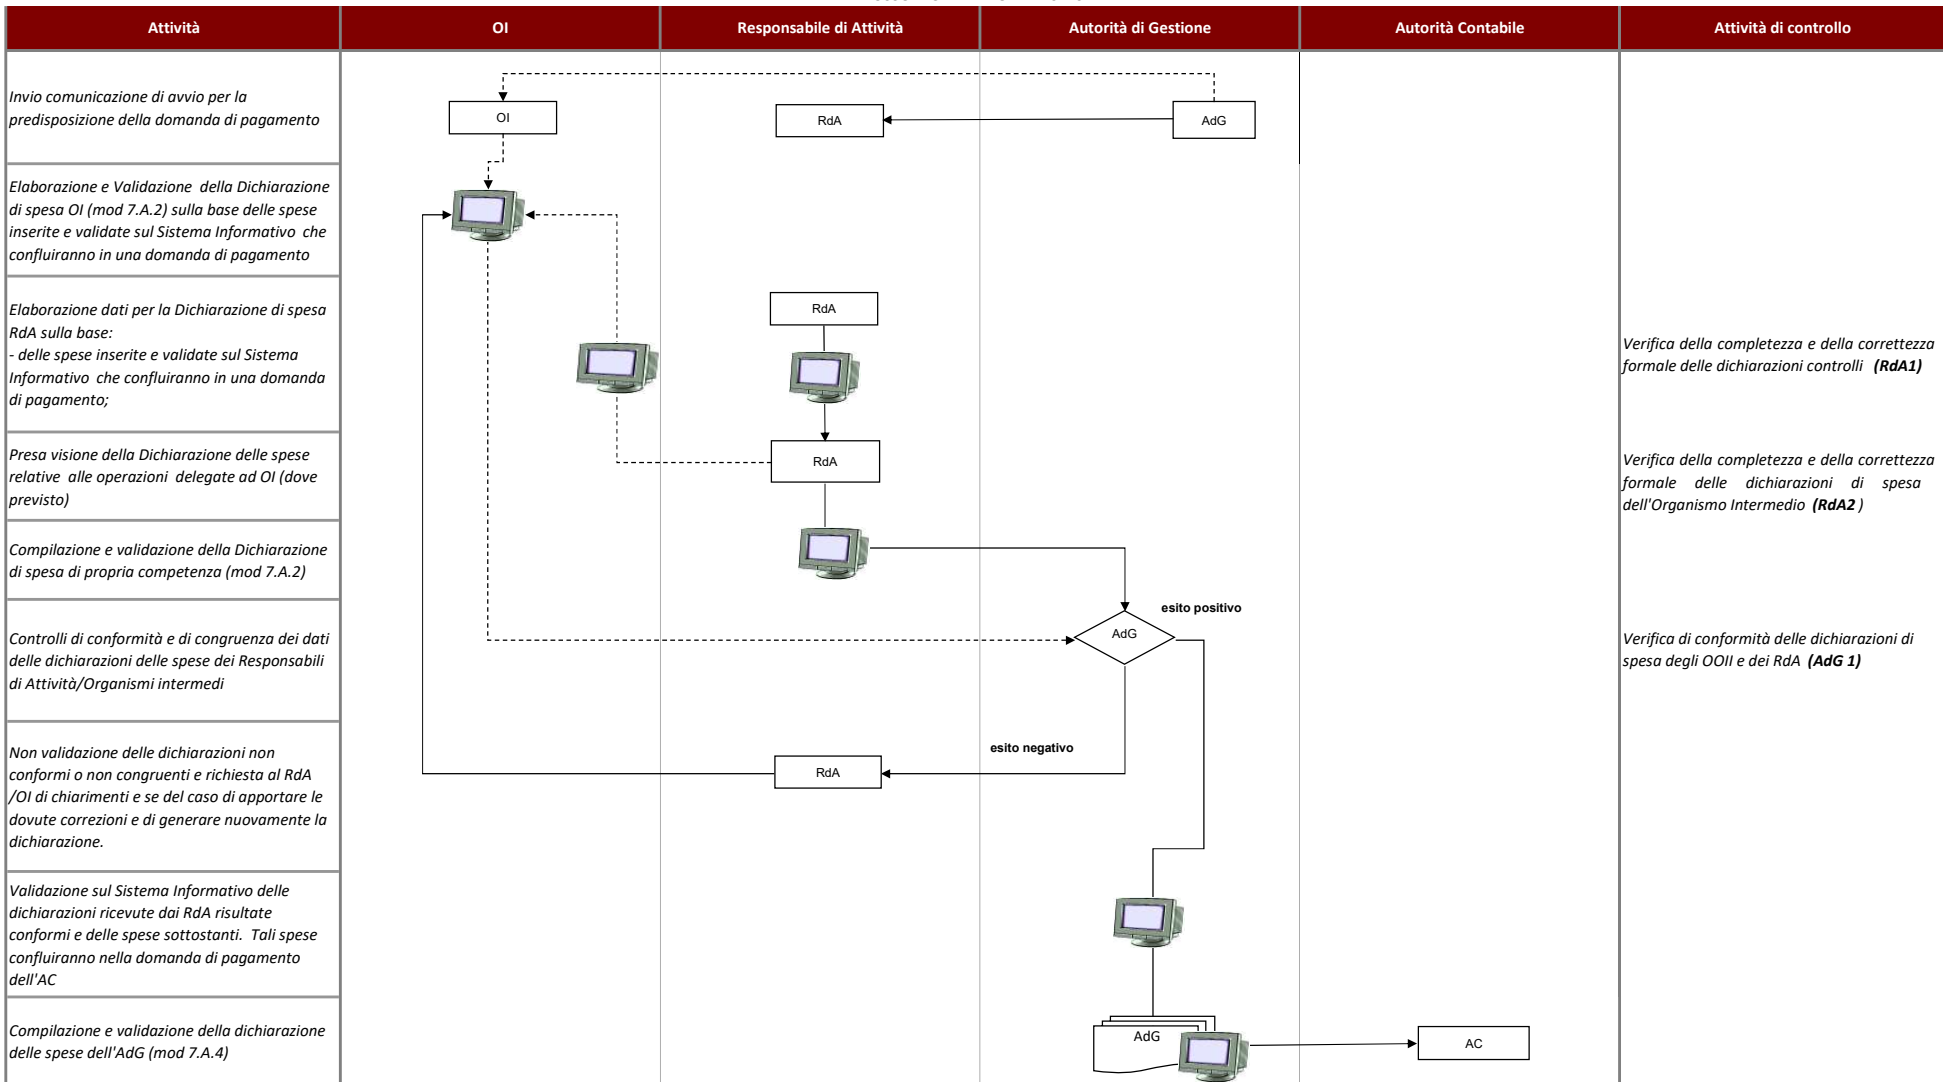 Attività
OI
Responsabile di Attività
Autorità di Gestione
Autorità Contabile
Attività di controllo
Invio comunicazione di avvio per la
predisposizione della domanda di pagamento
OI
RdA
AdG
Elaborazione e Validazione della Dichiarazione
di spesa OI (mod 7.A.2) sulla base delle spese
inserite e validate sul Sistema Informativo che
confluiranno in una domanda di pagamento
Elaborazione dati per la Dichiarazione di spesa
RdA sulla base:
- delle spese inserite e validate sul Sistema
Informativo che confluiranno in una domanda
di pagamento;
RdA
Verifica della completezza e della correttezza
formale delle dichiarazioni controlli (RdA1)
Presa visione della Dichiarazione delle spese
relative alle operazioni delegate ad OI (dove
previsto)
RdA
Verifica della completezza e della correttezza
formale delle dichiarazioni di spesa
dell'Organismo Intermedio (RdA2 )
Compilazione e validazione della Dichiarazione
di spesa di propria competenza (mod 7.A.2)
Controlli di conformità e di congruenza dei dati
delle dichiarazioni delle spese dei Responsabili
di Attività/Organismi intermedi
esito positivo
AdG
Verifica di conformità delle dichiarazioni di
spesa degli OOII e dei RdA (AdG 1)
Non validazione delle dichiarazioni non
conformi o non congruenti e richiesta al RdA
/OI di chiarimenti e se del caso di apportare le
dovute correzioni e di generare nuovamente la
dichiarazione.
esito negativo
RdA
Validazione sul Sistema Informativo delle
dichiarazioni ricevute dai RdA risultate
conformi e delle spese sottostanti. Tali spese
confluiranno nella domanda di pagamento
dell'AC
Compilazione e validazione della dichiarazione
delle spese dell'AdG (mod 7.A.4)
AdG
AC